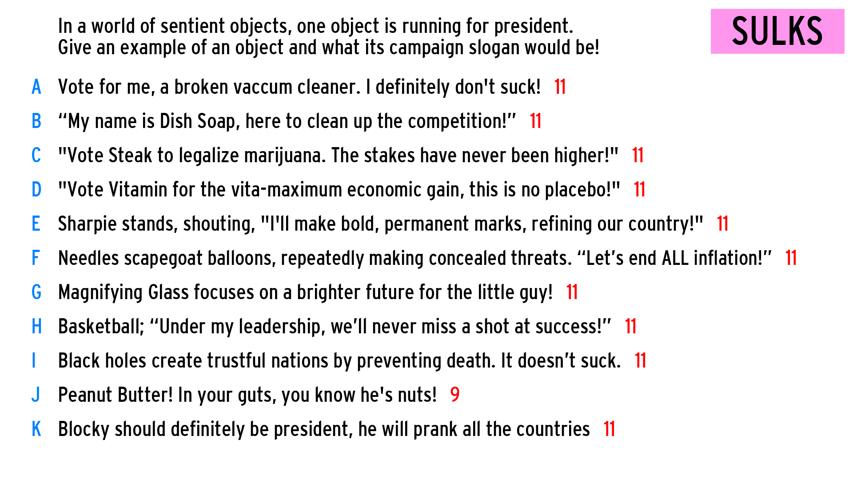 In a world of sentient objects, one object is running for president.
Give an example of an object and what its campaign slogan would be!
SULKS
A Vote for me, a broken vaccum cleaner. I definitely don't suck! 11
B “My name is Dish Soap, here to clean up the competition!” 11
C "Vote Steak to legalize marijuana. The stakes have never been higher!" 11
D "Vote Vitamin for the vita-maximum economic gain, this is no placebo!" 11
E Sharpie stands, shouting, "I'll make bold, permanent marks, refining our country!" 11
F Needles scapegoat balloons, repeatedly making concealed threats. “Let’s end ALL inflation!” 11
G Magnifying Glass focuses on a brighter future for the little guy! 11
H Basketball; “Under my leadership, we’ll never miss a shot at success!” 11
I Black holes create trustful nations by preventing death. It doesn’t suck. 11
J Peanut Butter! In your guts, you know he's nuts! 9
K Blocky should definitely be president, he will prank all the countries 11